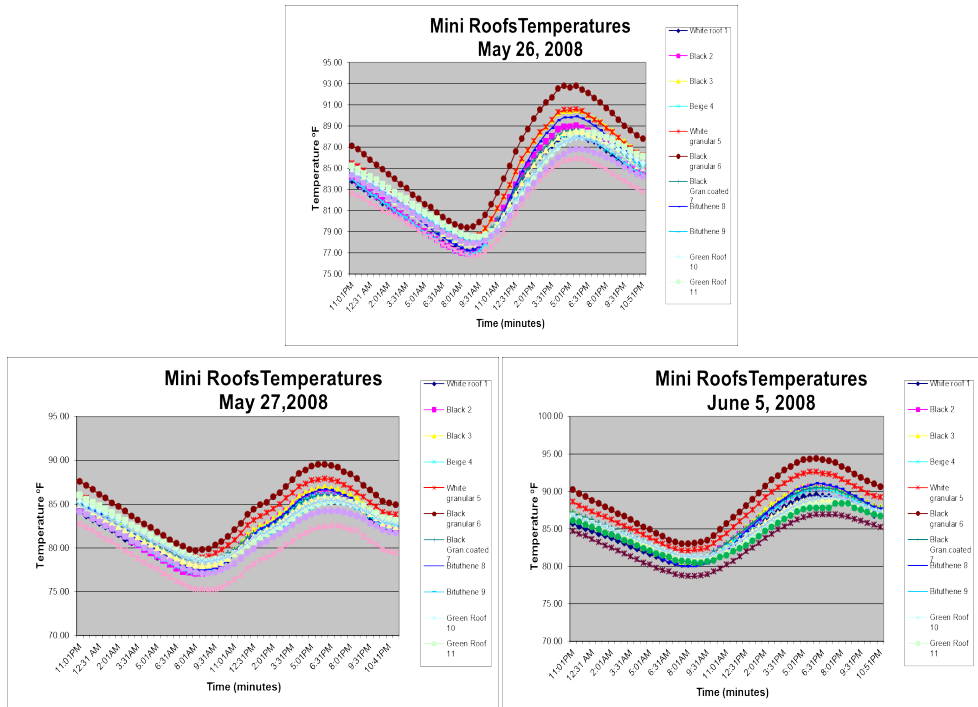 Mini RoofsTemperatures
May 26, 2008
Temperature ºF
95.00
93.00
91.00
89.00
87.00
85.00
83.00
81.00
79.00
77.00
75.00
11:01PM
12:31 AM
2:01AM
3:31AM
5:01AM
6:31AM
8:01AM
9:31AM
11:01AM
12:31PM
2:01PM
3:31PM
5:01PM
6:31PM
8:01PM
9:31PM
10:51PM
Time (minutes)
White roof 1
Black 2
Black 3
Beige 4
White
granular 5
Black
granular 6
Black
Gran coated
7
Bituthene 8
Bituthene 9
Green Roof
10
Green Roof
11
Mini RoofsTemperatures
May 27,2008
Temperature ºF
95.00
90.00
85.00
80.00
75.00
70.00
11:01PM
12:31 AM
2:01AM
3:31AM
5:01AM
6:31AM
8:01AM
9:31AM
11:01AM
12:31PM
2:01PM
3:31PM
5:01PM
6:31PM
8:01PM
9:31PM
10:41PM
Time (minutes)
White roof 1
Black 2
Black 3
Beige 4
White
granular 5
Black
granular 6
Black
Gran.coated
7
Bituthene 8
Bituthene 9
Green Roof
10
Green Roof
11
Mini RoofsTemperatures
June 5, 2008
Temperature ºF
100.00
95.00
90.00
85.00
80.00
75.00
70.00
11:01PM
12:31AM
2:01AM
3:31AM
5:01AM
6:31AM
8:01AM
9:31AM
11:01AM
12:31PM
2:01PM
3:31PM
5:01PM
6:31PM
8:01PM
9:31PM
10:51PM
Time (minutes)
White roof 1
Black 2
Black 3
Beige 4
White
granular 5
Black
granular 6
Black
Gran.coated
7
Bituthene 8
Bituthene 9
Green Roof
10
Green Roof
11